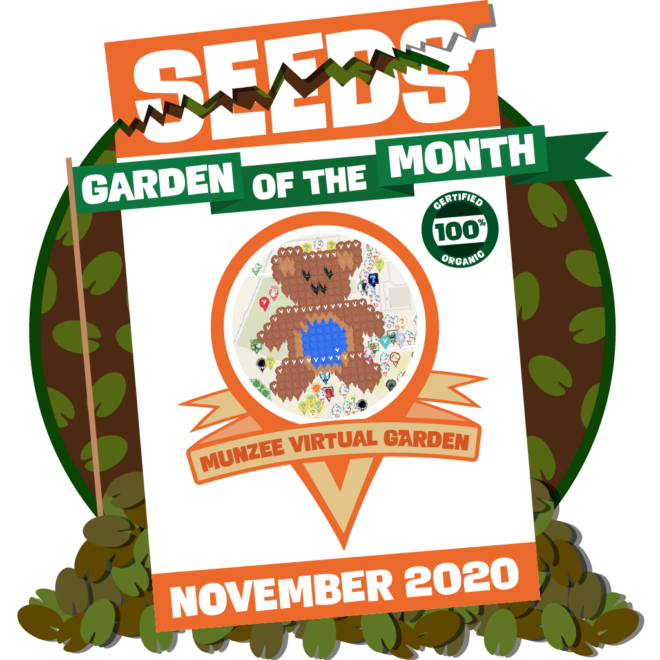 SEEDS
GARDEN OF THE MONTH
CERTIFIED
100%
ORGANIC
MUNZEE VIRTUAL GARDEN
NOVEMBER 2020